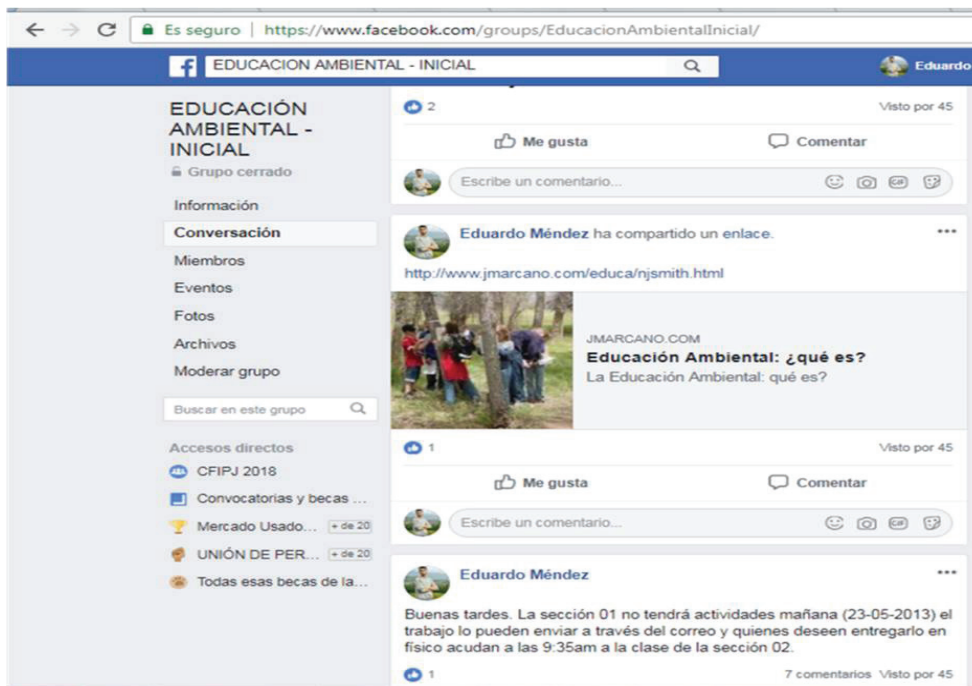 Es seguro | https://www.facebook.com/groups/EducacionAmbientalInicial/
EDUCACION AMBIENTAL - INICIAL
Eduardo
EDUCACIÓN
AMBIENTAL -
INICIAL
Grupo cerrado
Información
Conversación
Miembros
Eventos
Fotos
Archivos
Moderar grupo
Buscar en este grupo
Accesos directos
CFIPJ 2018
Convocatorias y becas ...
Mercado Usado... + de 20
UNIÓN DE PER... + de 20
Todas esas becas de la...
2 Visto por 45
Me gusta Comentar
Escribe un comentario... GIF
Eduardo Méndez ha compartido un enlace.
http://www.jmarcano.com/educa/njsmith.html
JMARCANO.COM
Educación Ambiental: ¿qué es?
La Educación Ambiental: qué es?
1 Visto por 45
Me gusta Comentar
Escribe un comentario... GIF
Eduardo Méndez
Buenas tardes. La sección 01 no tendrá actividades mañana (23-05-2013) el
trabajo lo pueden enviar a través del correo y quienes deseen entregarlo en
físico acudan a las 9:35am a la clase de la sección 02.
1 7 comentarios Visto por 45